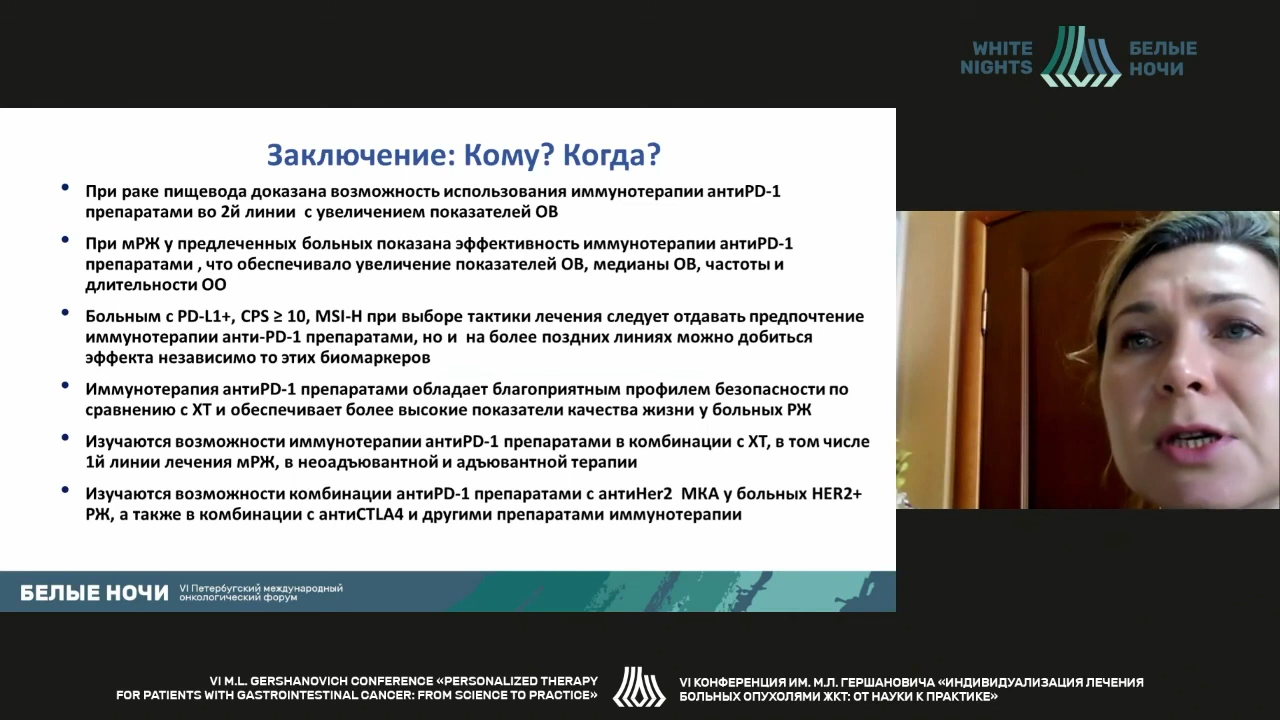 WHITE
NIGHTS
БЕЛЫЕ
НОЧИ
Заключение: Кому? Когда?
• При раке пищевода доказана возможность использования иммунотерапии антиPD-1
препаратами во 2й линии с увеличением показателей ОВ
• При мРЖ у предлеченных больных показана эффективность иммунотерапии антиPD-1
препаратами , что обеспечивало увеличение показателей ОВ, медианы ОВ, частоты и
длительности ОО
• Больным с PD-L1+, CPS ≥ 10, MSI-H при выборе тактики лечения следует отдавать предпочтение
иммунотерапии анти-PD-1 препаратами, но и на более поздних линиях можно добиться
эффекта независимо то этих биомаркеров
• Иммунотерапия антиPD-1 препаратами обладает благоприятным профилем безопасности по
сравнению с ХТ и обеспечивает более высокие показатели качества жизни у больных РЖ
• Изучаются возможности иммунотерапии антиPD-1 препаратами в комбинации с ХТ, в том числе
1й линии лечения мРЖ, в неоадъювантной и адъювантной терапии
• Изучаются возможности комбинации антиPD-1 препаратами с антиHer2 МКА у больных HER2+
РЖ, а также в комбинации с антиCTLA4 и другими препаратами иммунотерапии
БЕЛЫЕ НОЧИ
VI Петербугский международный
онкологический форум
VI M.L. GERSHANOVICH CONFERENCE «PERSONALIZED THERAPY
FOR PATIENTS WITH GASTROINTESTINAL CANCER: FROM SCIENCE TO PRACTICE»
VI КОНФЕРЕНЦИЯ ИМ. М.Л. ГЕРШАНОВИЧА «ИНДИВИДУАЛИЗАЦИЯ ЛЕЧЕНИЯ
БОЛЬНЫХ ОПУХОЛЯМИ ЖКТ: ОТ НАУКИ К ПРАКТИКЕ»